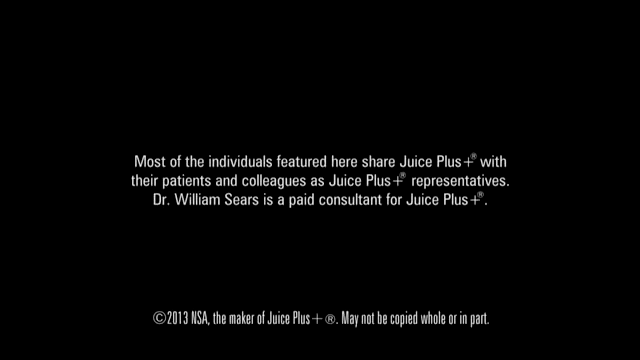 Most of the individuals featured here share Juice Plus+® with
their patients and colleagues as Juice Plus+® representatives.
Dr. William Sears is a paid consultant for Juice Plus+®.
©2013 NSA, the maker of Juice Plus+®. May not be copied whole or in part.